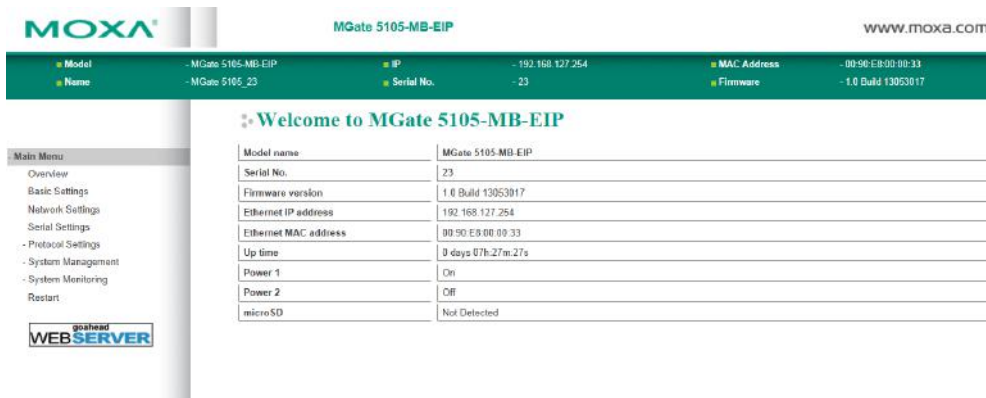 MOXA
MGate 5105-MB-EIP
www.moxa.com
Model - MGate 5105-MB-EIP IP - 192.168.127.254 MAC Address - 00:90:E8:00:00:33
Name - MGate 5105_23 Serial No. - 23 Firmware - 1.0 Build 13053017
Welcome to MGate 5105-MB-EIP
- Main Menu
Overview
Basic Settings
Network Settings
Serial Settings
- Protocol Settings
- System Management
- System Monitoring
Restart
goahead
WEBSERVER
Model name MGate 5105-MB-EIP
Serial No. 23
Firmware version 1.0 Build 13053017
Ethernet IP address 192.168.127.254
Ethernet MAC address 00:90:E8:00:00:33
Up time 0 days 07h:27m:27s
Power 1 On
Power 2 Off
microSD Not Detected